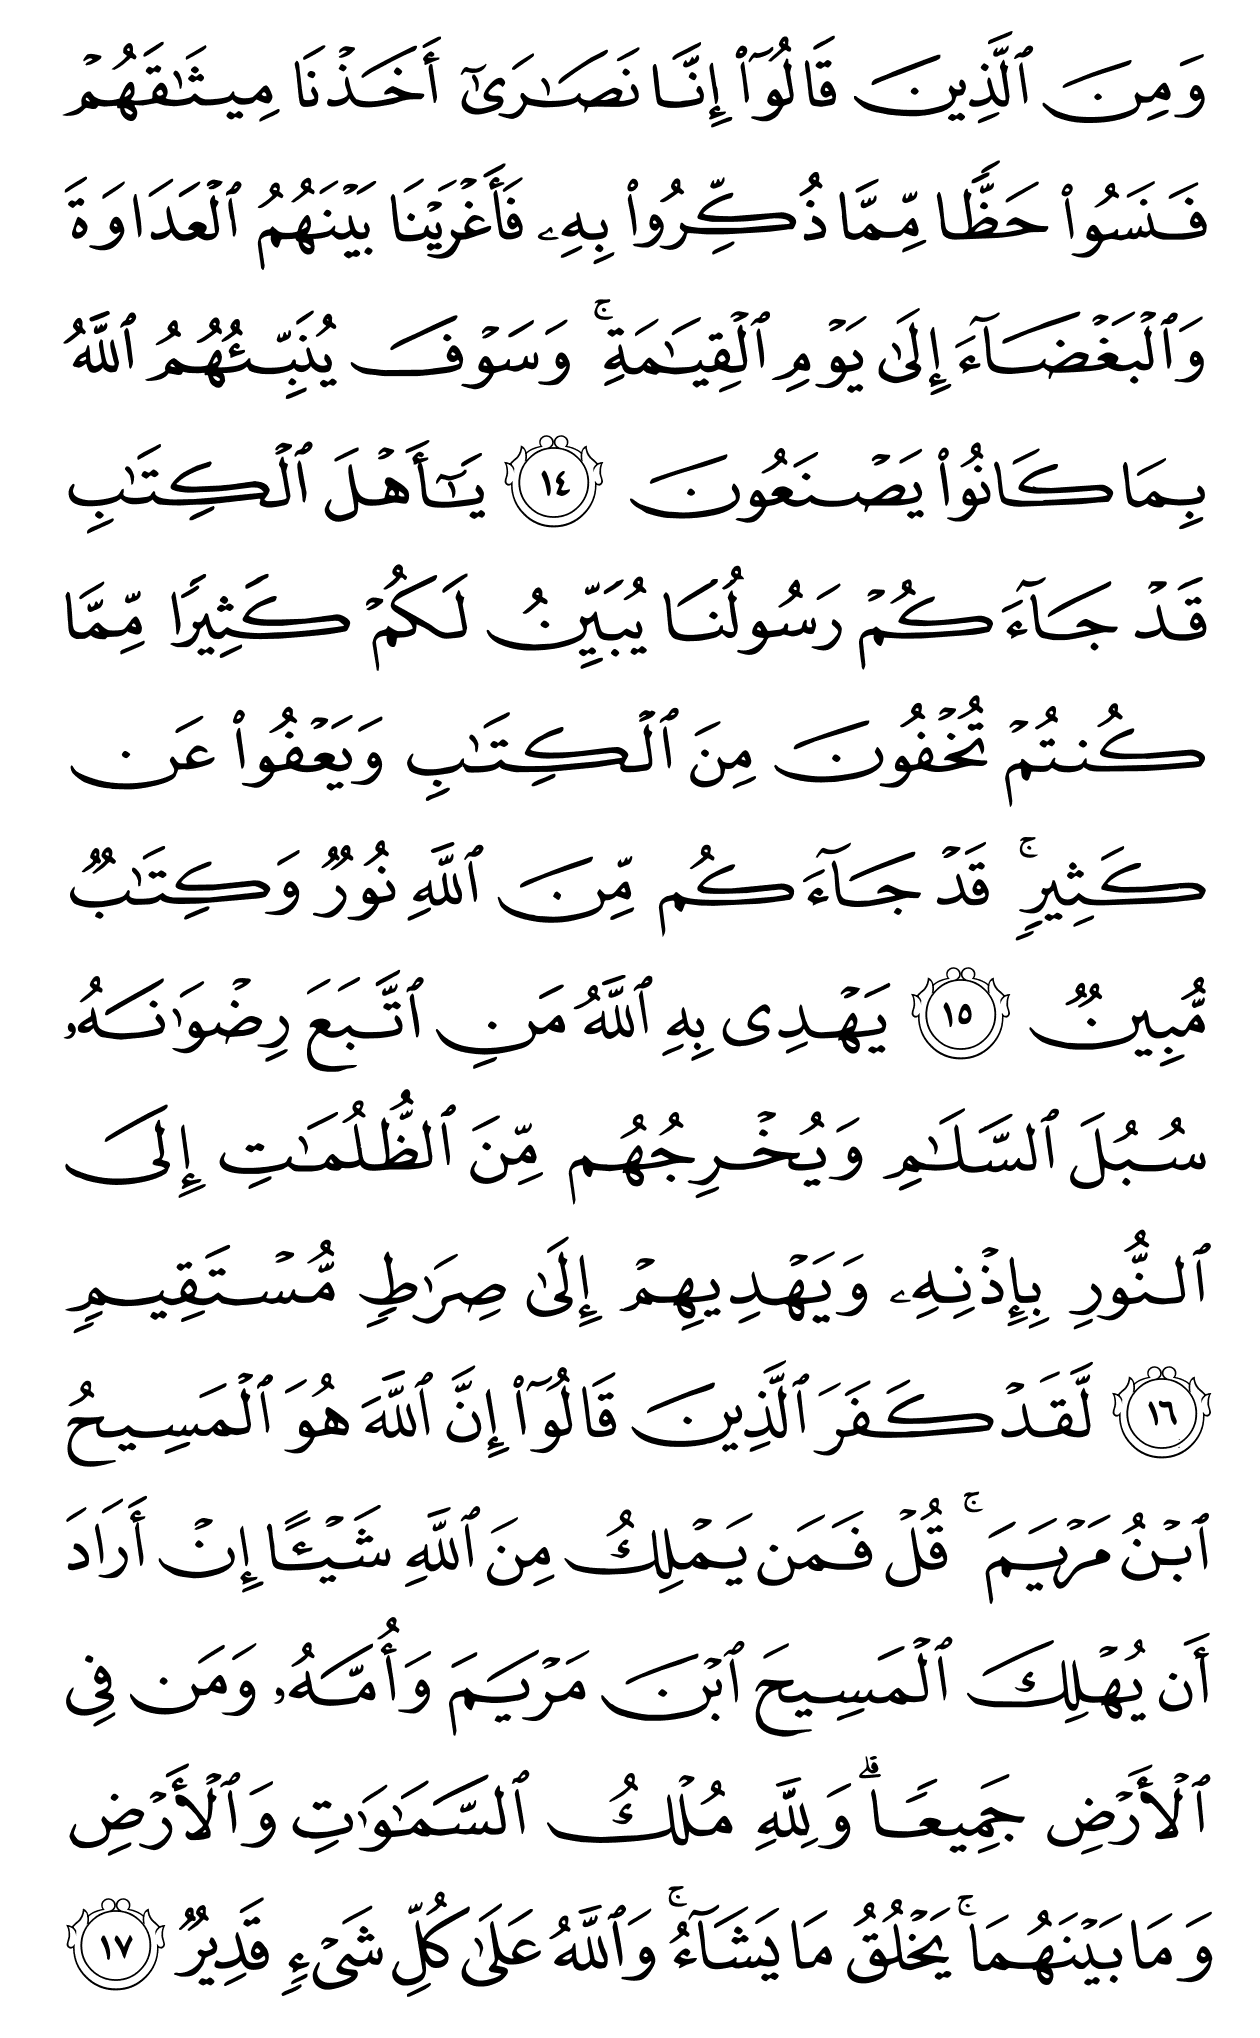 وَمِنَ ٱلَّذِينَ قَالُوٓا۟ إِنَّا نَصَـٰرَىٰٓ أَخَذْنَا مِيثَـٰقَهُمْ
فَنَسُوا۟ حَظًّا مِّمَّا ذُكِّرُوا۟ بِهِۦ فَأَغْرَيْنَا بَيْنَهُمُ ٱلْعَدَاوَةَ
وَٱلْبَغْضَآءَ إِلَىٰ يَوْمِ ٱلْقِيَـٰمَةِ ۚ وَسَوْفَ يُنَبِّئُهُمُ ٱللَّهُ
بِمَا كَانُوا۟ يَصْنَعُونَ ١٤ يَـٰٓأَهْلَ ٱلْكِتَـٰبِ
قَدْ جَآءَكُمْ رَسُولُنَا يُبَيِّنُ لَكُمْ كَثِيرًا مِّمَّا
كُنتُمْ تُخْفُونَ مِنَ ٱلْكِتَـٰبِ وَيَعْفُوا۟ عَن
كَثِيرٍ ۚ قَدْ جَآءَكُم مِّنَ ٱللَّهِ نُورٌ وَكِتَـٰبٌ
مُّبِينٌ ١٥ يَهْدِى بِهِ ٱللَّهُ مَنِ ٱتَّبَعَ رِضْوَٰنَهُۥ
سُبُلَ ٱلسَّلَـٰمِ وَيُخْرِجُهُم مِّنَ ٱلظُّلُمَـٰتِ إِلَى
ٱلنُّورِ بِإِذْنِهِۦ وَيَهْدِيهِمْ إِلَىٰ صِرَٰطٍ مُّسْتَقِيمٍ
١٦ لَّقَدْ كَفَرَ ٱلَّذِينَ قَالُوٓا۟ إِنَّ ٱللَّهَ هُوَ ٱلْمَسِيحُ
ٱبْنُ مَرْيَمَ ۚ قُلْ فَمَن يَمْلِكُ مِنَ ٱللَّهِ شَيْـًٔا إِنْ أَرَادَ
أَن يُهْلِكَ ٱلْمَسِيحَ ٱبْنَ مَرْيَمَ وَأُمَّهُۥ وَمَن فِى
ٱلْأَرْضِ جَمِيعًا ۗ وَلِلَّهِ مُلْكُ ٱلسَّمَـٰوَٰتِ وَٱلْأَرْضِ
وَمَا بَيْنَهُمَا ۚ يَخْلُقُ مَا يَشَآءُ ۚ وَٱللَّهُ عَلَىٰ كُلِّ شَىْءٍ قَدِيرٌ ١٧